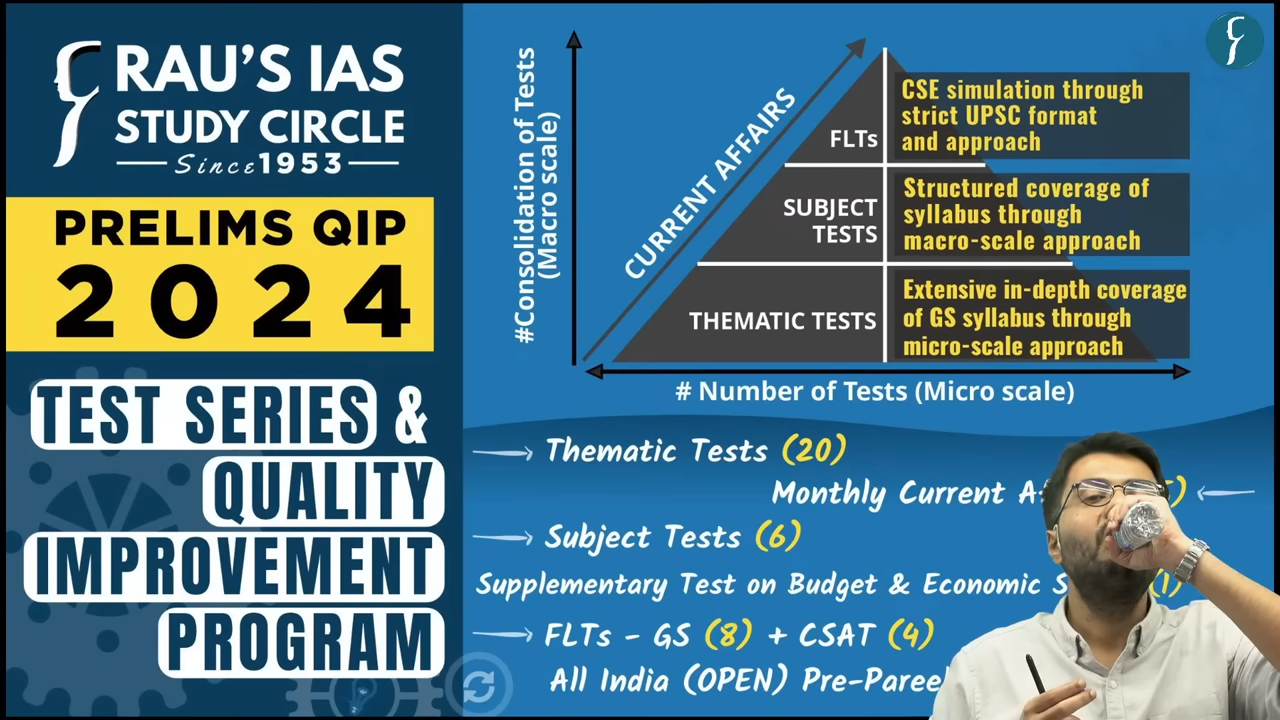 RAU'S IAS
STUDY CIRCLE
Since 1953
PRELIMS QIP
2024
TEST SERIES &
QUALITY
IMPROVEMENT
PROGRAM
#Consolidation of Tests
(Macro scale)
CURRENT AFFAIRS
FLTs
CSE simulation through
strict UPSC format
and approach
SUBJECT
TESTS
Structured coverage of
syllabus through
macro-scale approach
THEMATIC TESTS
Extensive in-depth coverage
of GS syllabus through
micro-scale approach
# Number of Tests (Micro scale)
Thematic Tests (20)
Monthly Current
Subject Tests (6)
Supplementary Test on Budget & Economic (1)
FLTs - GS (8) + CSAT (4)
All India (OPEN)